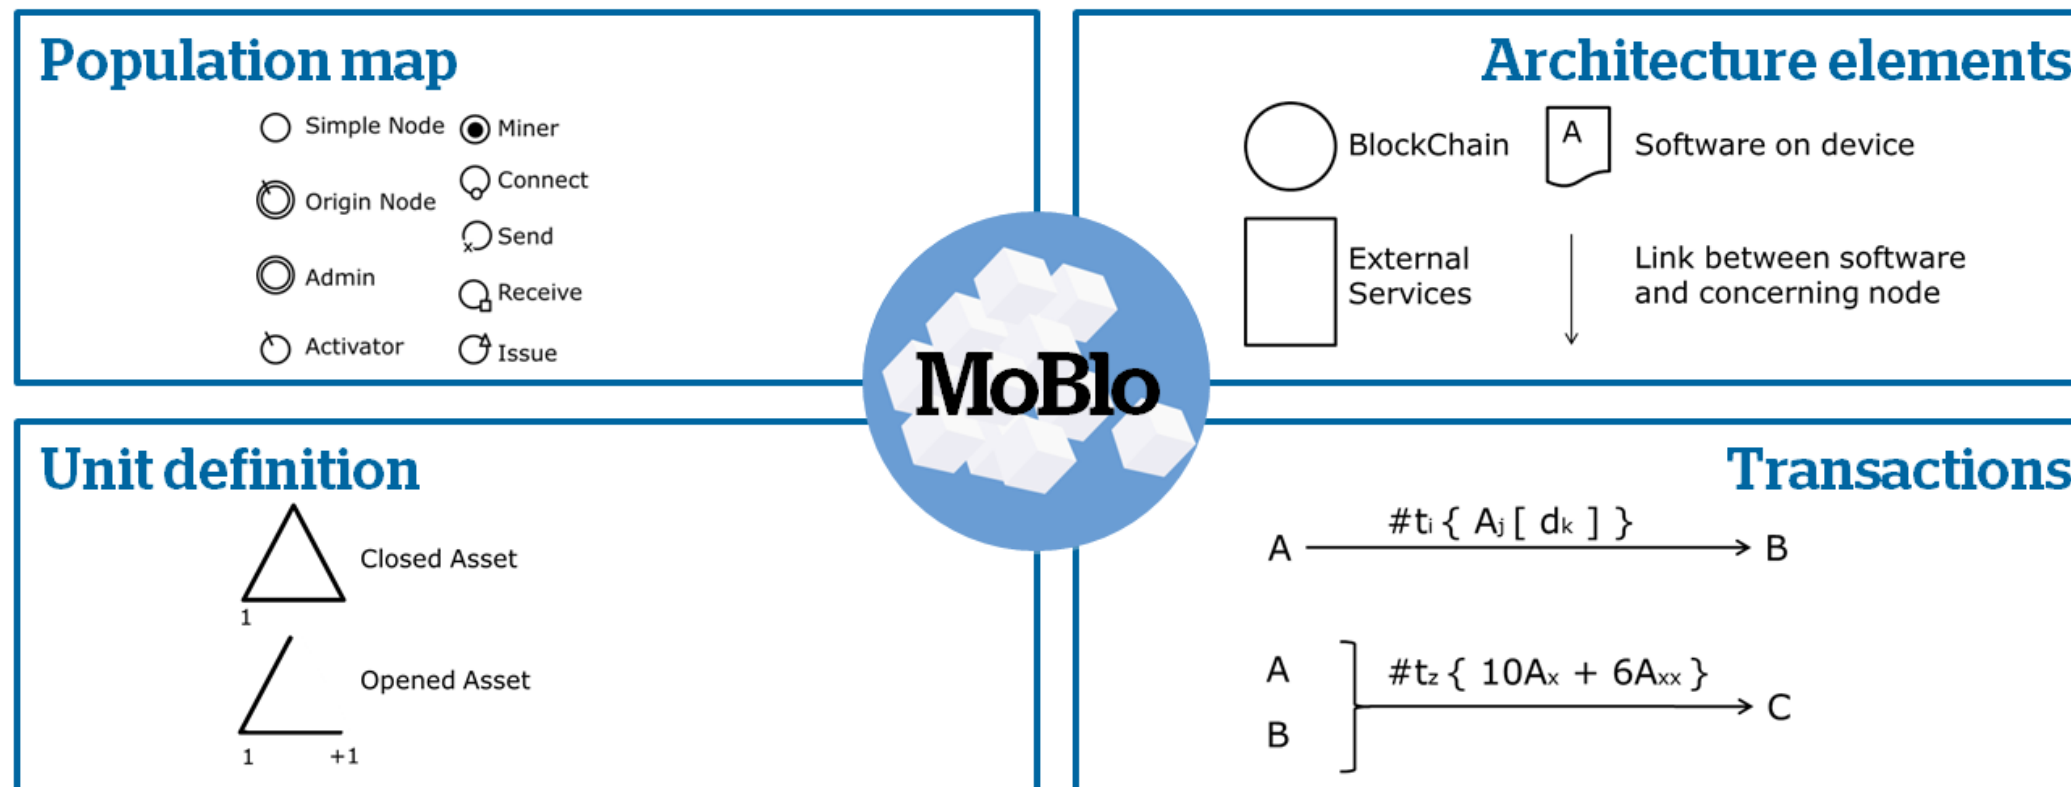 Population map
Simple Node
Miner
Connect
Origin Node
Send
Admin
Receive
Activator
Issue
Architecture elements
BlockChain
A
Software on device
External
Services
Link between software
and concerning node
MoBlo
Unit definition
Closed Asset
1
Opened Asset
1 +1
Transactions
#ti { Aj [ dk ] }
A B
A
#tz { 10Ax + 6Axx }
C
B